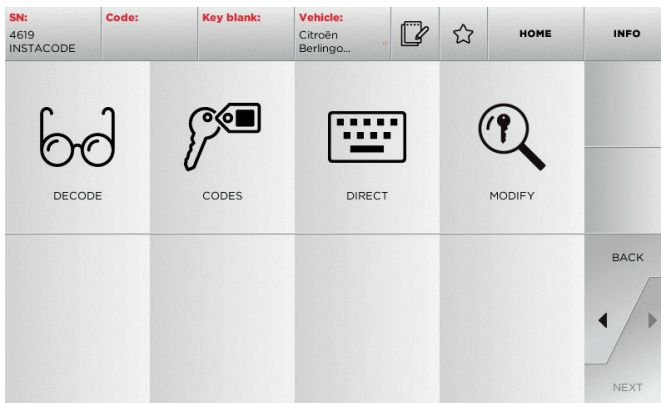 SN:
4619
INSTACODE
Code:
Key blank:
Vehicle:
Citroën
Berlingo...
HOME
INFO
DECODE
CODES
DIRECT
MODIFY
BACK
NEXT